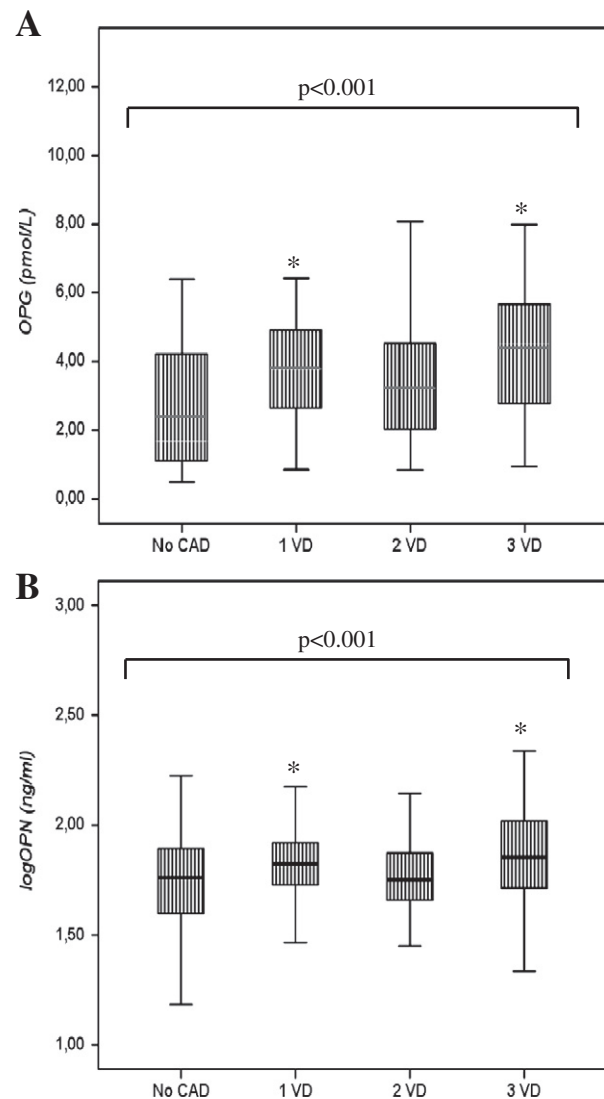 A
p<0.001
12,00
10,00
8,00
6,00
4,00
2,00
0,00
OPG (pmol/L)
*
*
No CAD 1 VD 2 VD 3 VD
B
p<0.001
3,00
2,50
2,00
1,50
1,00
logOPN (ng/ml)
*
*
No CAD 1 VD 2 VD 3 VD